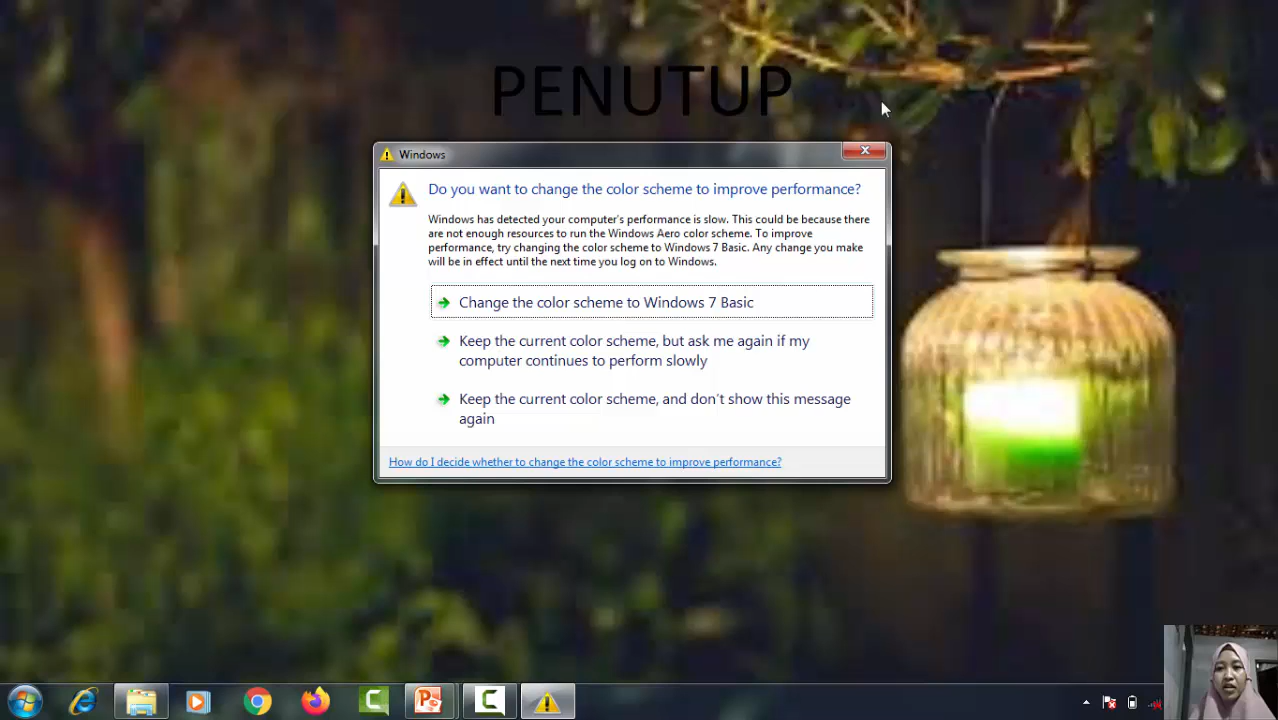 PENUTUP
Windows
Do you want to change the color scheme to improve performance?
Windows has detected your computer's performance is slow. This could be because there
are not enough resources to run the Windows Aero color scheme. To improve
performance, try changing the color scheme to Windows 7 Basic. Any change you make
will be in effect until the next time you log on to Windows.
Change the color scheme to Windows 7 Basic
Keep the current color scheme, but ask me again if my
computer continues to perform slowly
Keep the current color scheme, and don't show this message
again
How do I decide whether to change the color scheme to improve performance?